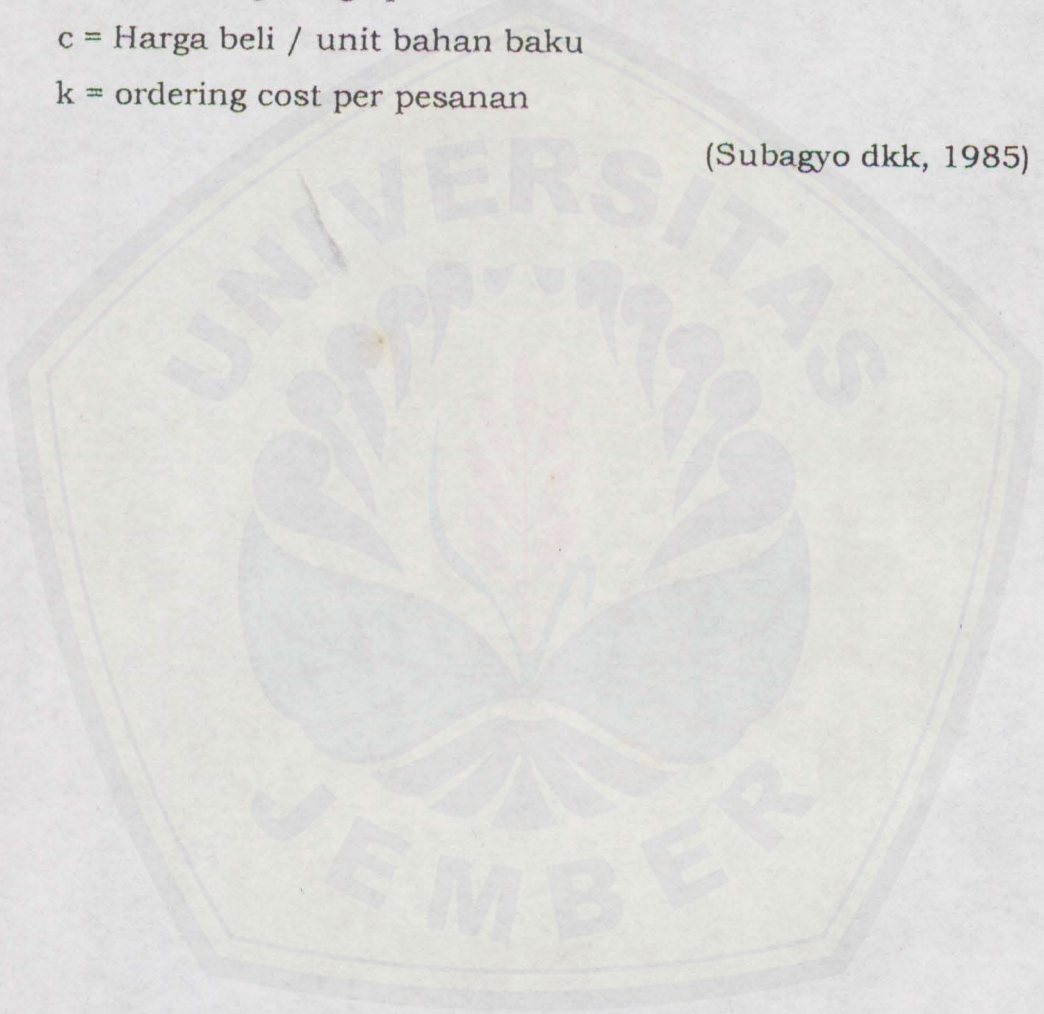 c = Harga beli / unit bahan baku
k = ordering cost per pesanan
(Subagyo dkk, 1985)
UNIVERSITAS
JEMBER